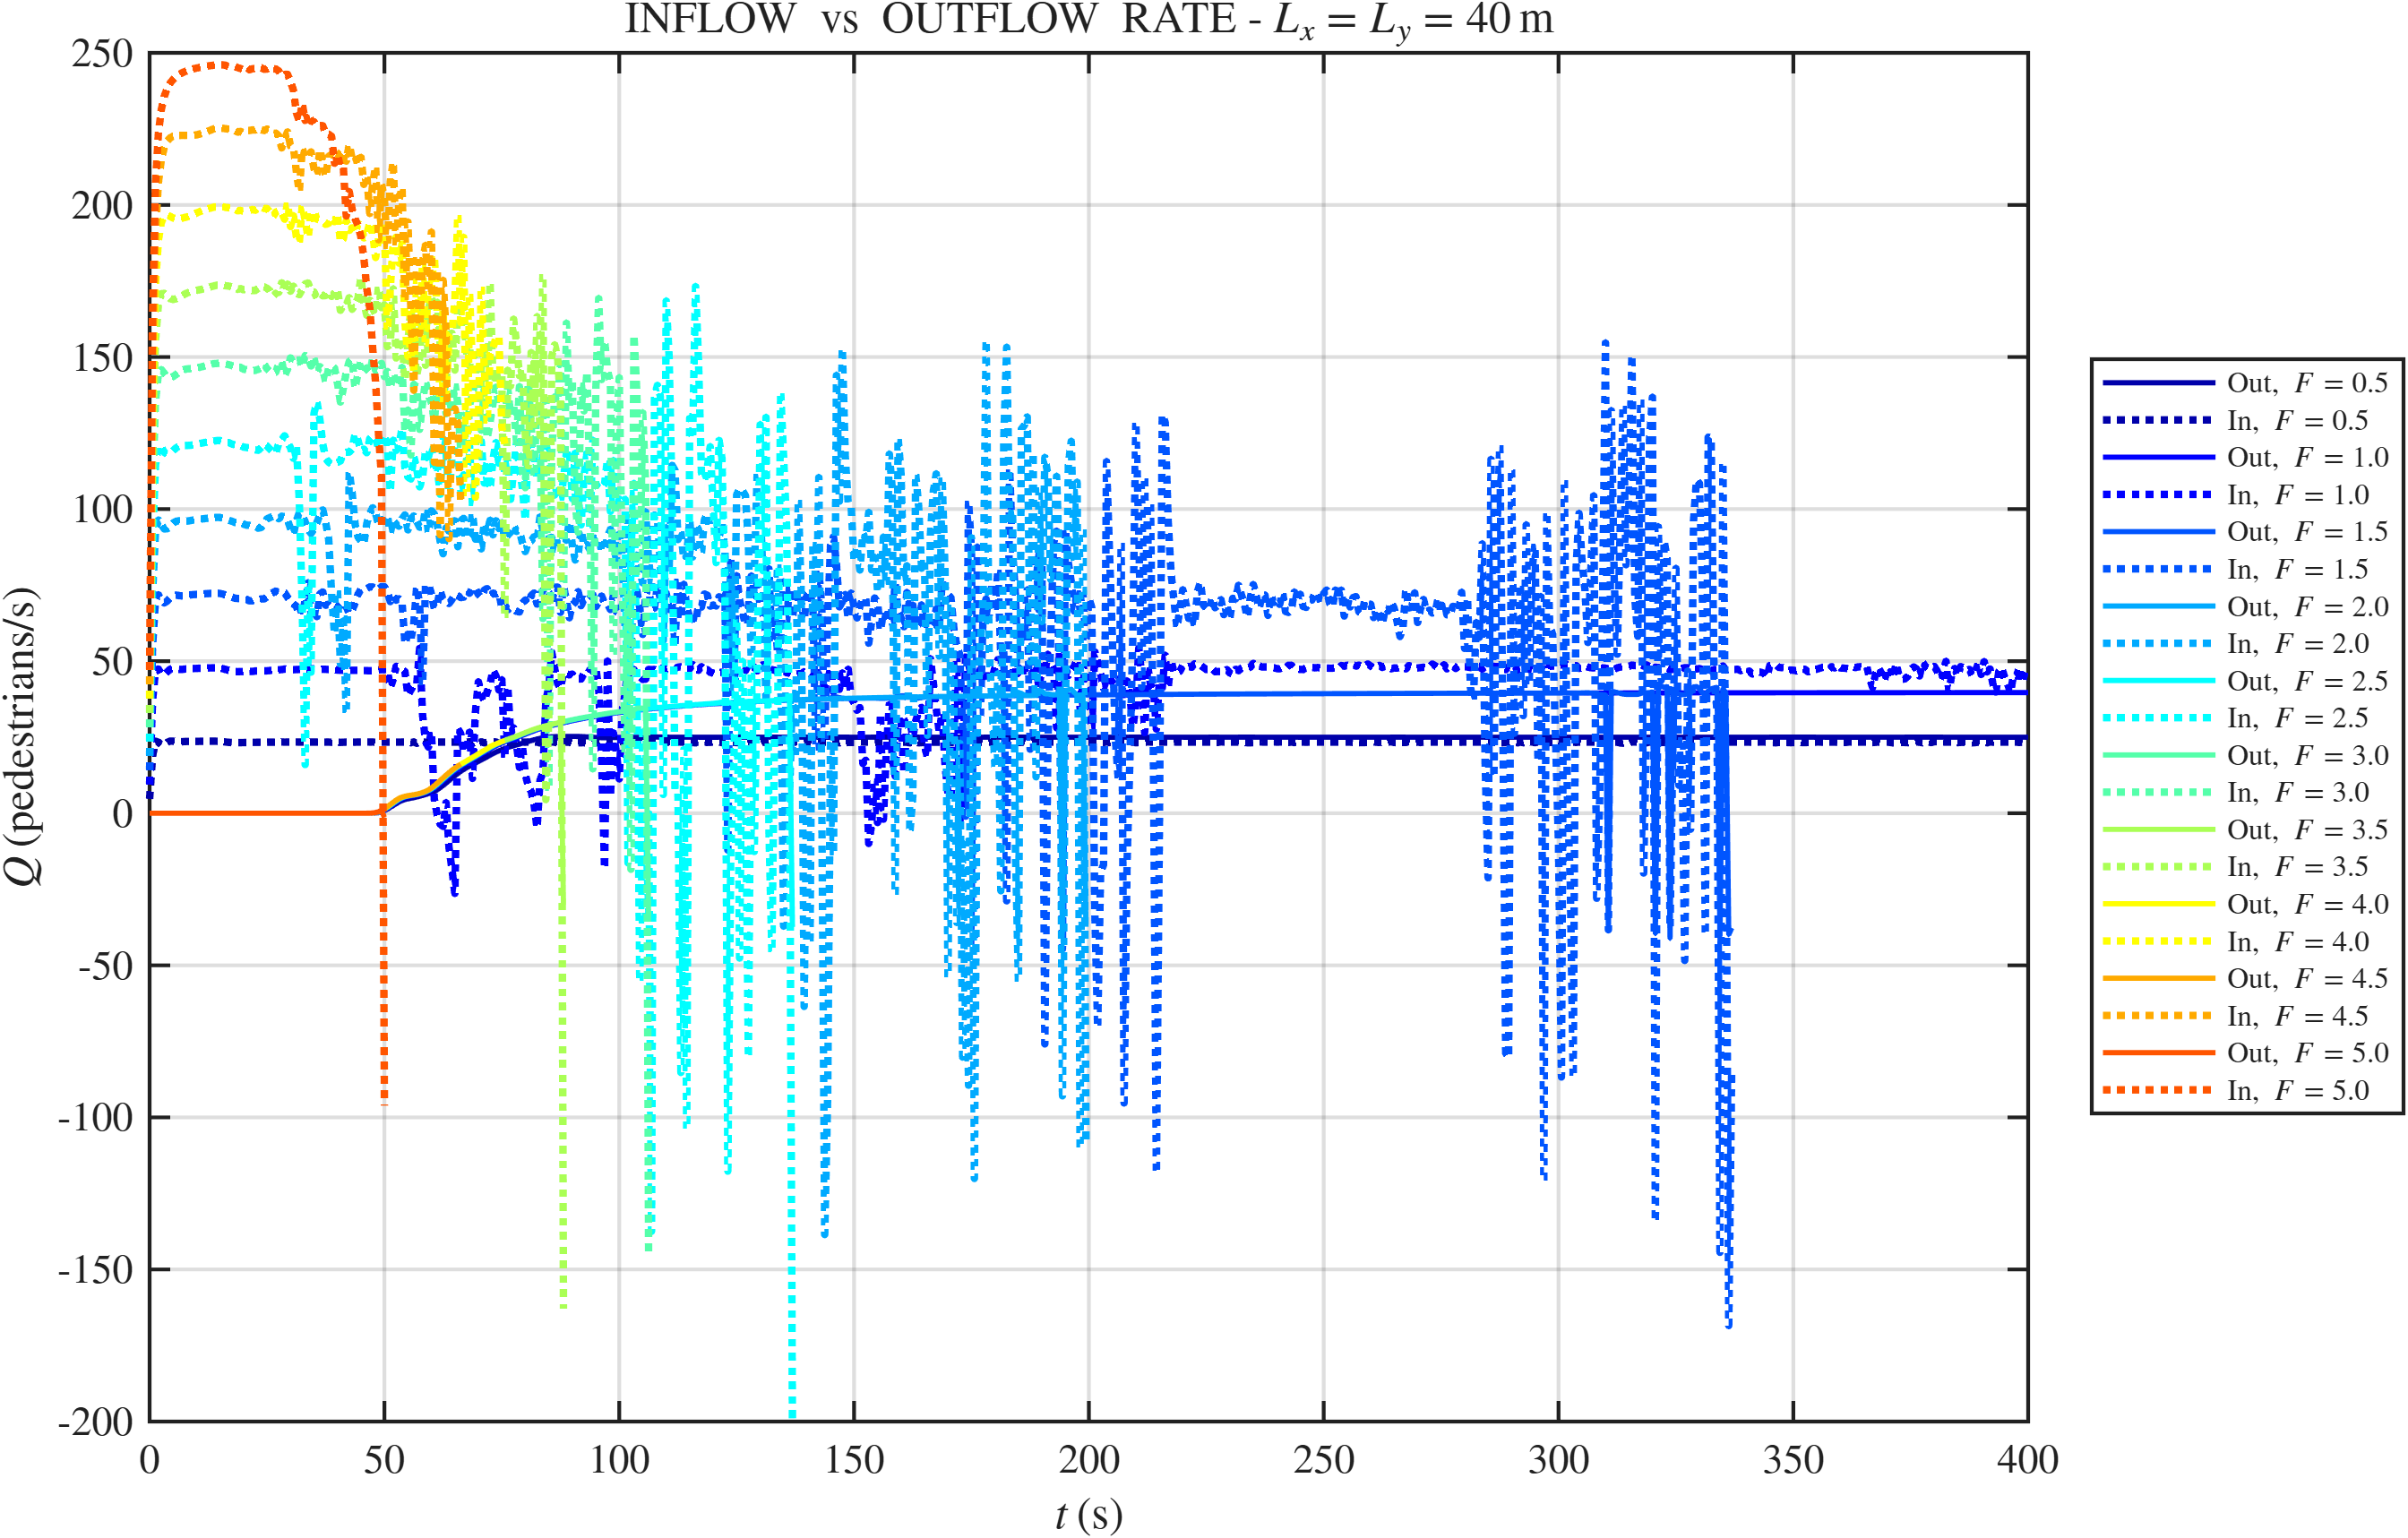 INFLOW vs OUTFLOW RATE - Lx = Ly = 40 m
250
200
150
100
50
0
-50
-100
-150
-200
Q (pedestrians/s)
0 50 100 150 200 250 300 350 400
t (s)
Out, F = 0.5
In, F = 0.5
Out, F = 1.0
In, F = 1.0
Out, F = 1.5
In, F = 1.5
Out, F = 2.0
In, F = 2.0
Out, F = 2.5
In, F = 2.5
Out, F = 3.0
In, F = 3.0
Out, F = 3.5
In, F = 3.5
Out, F = 4.0
In, F = 4.0
Out, F = 4.5
In, F = 4.5
Out, F = 5.0
In, F = 5.0